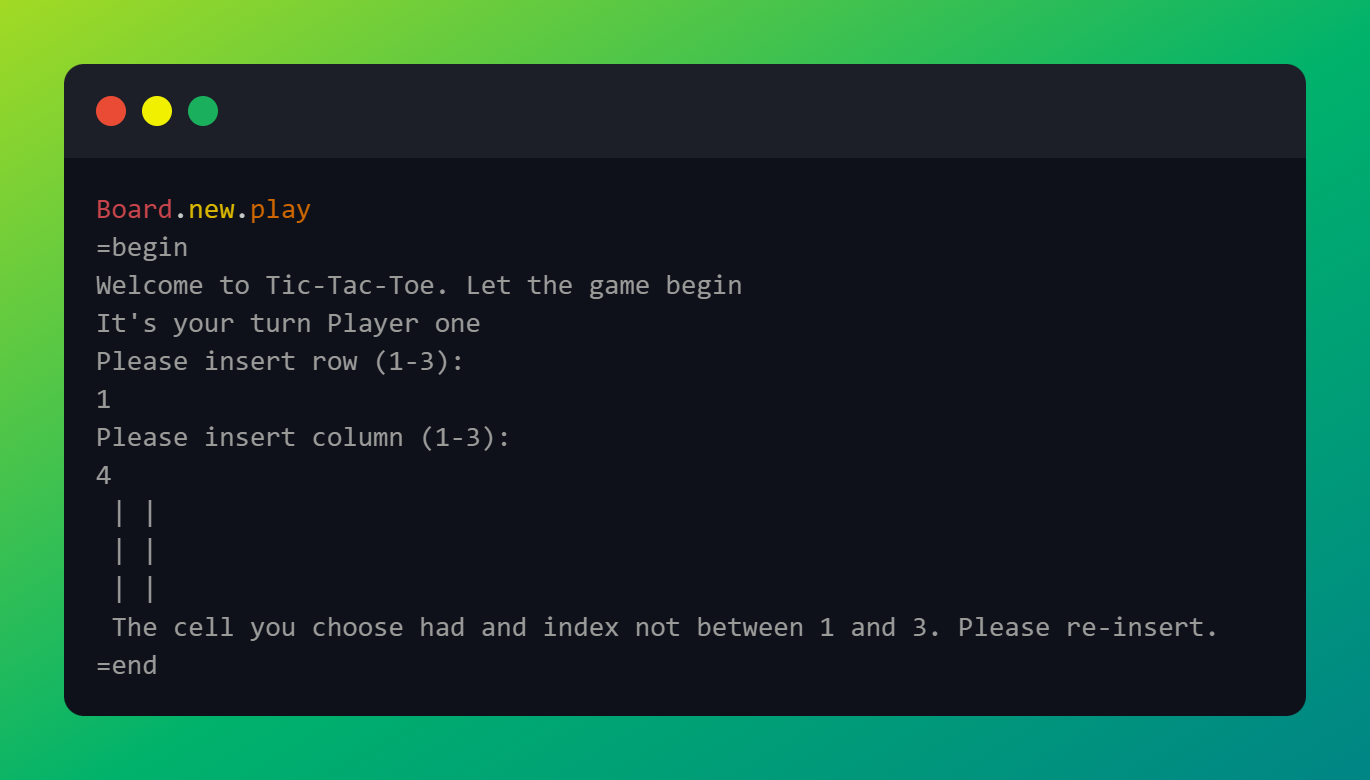 Board.new.play
=begin
Welcome to Tic-Tac-Toe. Let the game begin
It's your turn Player one
Please insert row (1-3):
1
Please insert column (1-3):
4
 | |
 | |
 | |
 The cell you choose had and index not between 1 and 3. Please re-insert.
=end